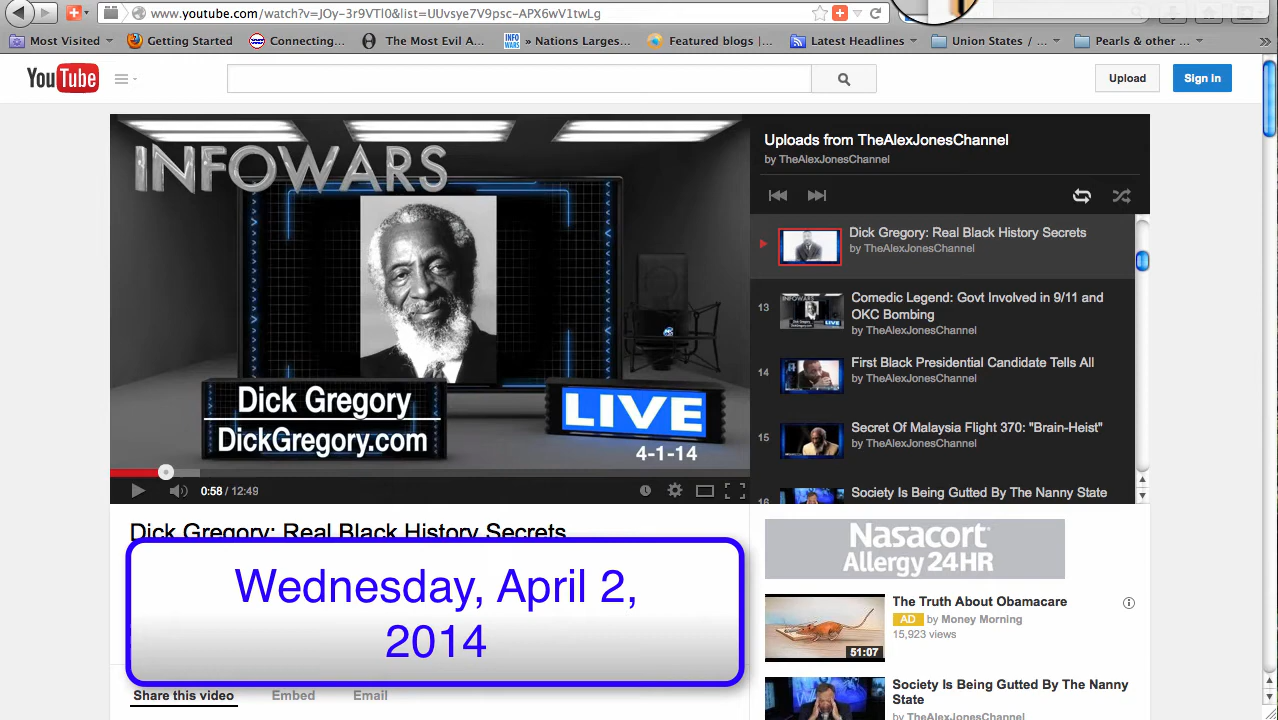 www.youtube.com/watch?v=JOy-3r9VTl0&list=UUvsye7V9psc-APX6wV1twLg
Most Visited
Getting Started
Connecting...
The Most Evil A...
INFO WARS
» Natius Larges...
Featured blogs |...
Latest Headlines
Union States / ...
Pearls & other ...
YouTube
Upload
Sign in
INFOWARS
Dick Gregory
DickGregory.com
LIVE
4-1-14
0:58 / 12:49
Uploads from TheAlexJonesChannel
by TheAlexJonesChannel
Dick Gregory: Real Black History Secrets
by TheAlexJonesChannel
13
Comedic Legend: Govt Involved in 9/11 and
OKC Bombing
by TheAlexJonesChannel
14
First Black Presidential Candidate Tells All
by TheAlexJonesChannel
15
Secret Of Malaysia Flight 370: "Brain-Heist"
by TheAlexJonesChannel
16
Society Is Being Gutted By The Nanny State
Dick Gregory: Real Black History Secrets
Wednesday, April 2,
2014
Share this video
Embed
Email
Nasacort
Allergy 24HR
The Truth About Obamacare
AD by Money Morning
15,923 views
51:07
Society Is Being Gutted By The Nanny
State
by TheAlexJonesChannel